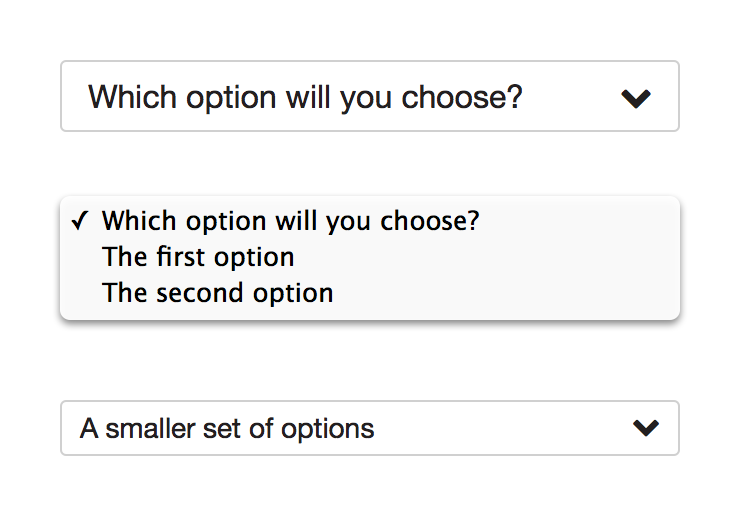 Which option will you choose?
✓ Which option will you choose?
The first option
The second option
A smaller set of options